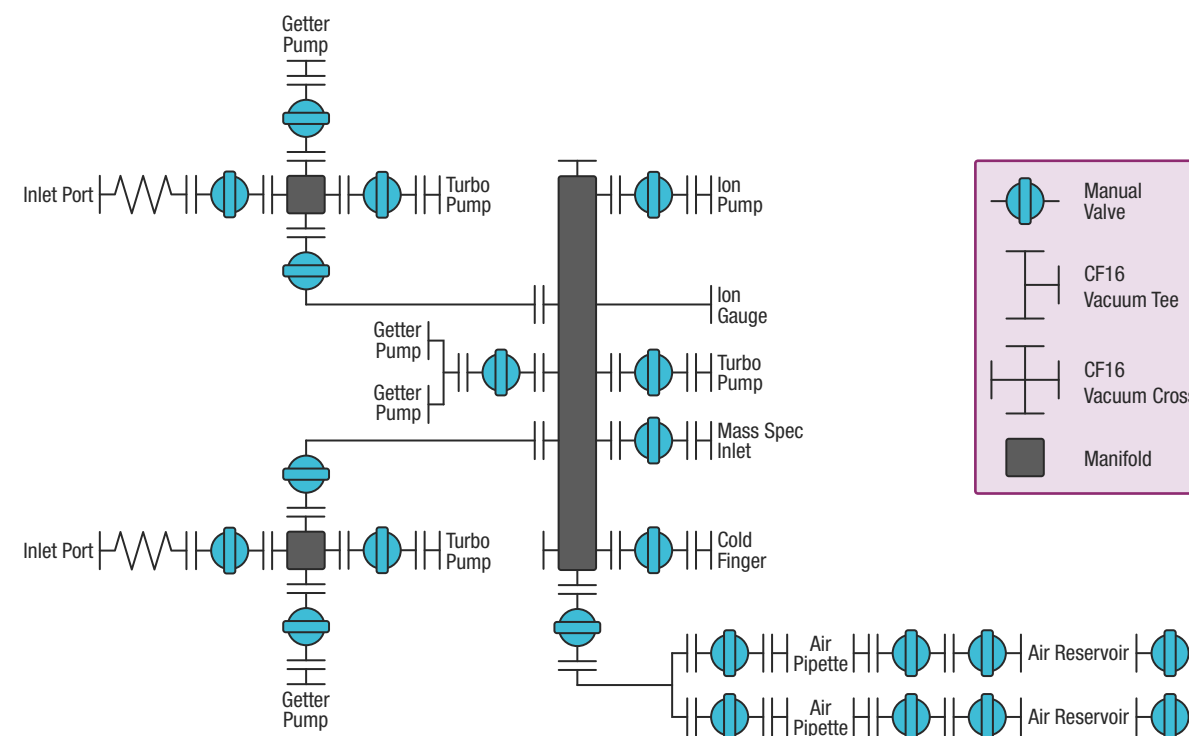 Getter
Pump
Inlet Port
Turbo
Pump
Ion
Pump
Ion
Gauge
Getter
Pump
Getter
Pump
Turbo
Pump
Mass Spec
Inlet
Inlet Port
Turbo
Pump
Cold
Finger
Getter
Pump
Air
Pipette
Air Reservoir
Air
Pipette
Air Reservoir
Manual
Valve
CF16
Vacuum Tee
CF16
Vacuum Cross
Manifold